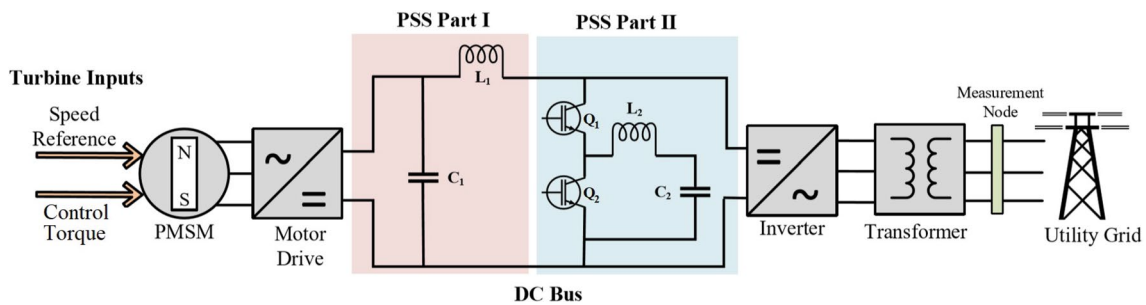 PSS Part I
PSS Part II
Turbine Inputs
Speed
Reference
Control
Torque
N
S
PMSM
~
=
Motor
Drive
C₁
L₁
Q₁
Q₂
L₂
C₂
DC Bus
=
~
Inverter
Transformer
Measurement
Node
Utility Grid